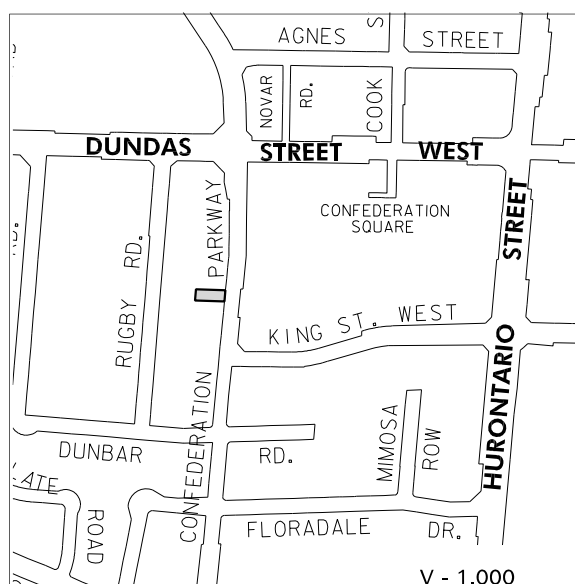 AGNES STREET
NOVAR RD.
COOK
DUNDAS STREET WEST
CONFEDERATION
SQUARE
PARKWAY
STREET
RUGBY RD.
KING ST. WEST
HURONTARIO
CONFEDERATION
MIMOSA ROW
DUNBAR RD.
ROAD
FLORADALE DR.
V - 1,000